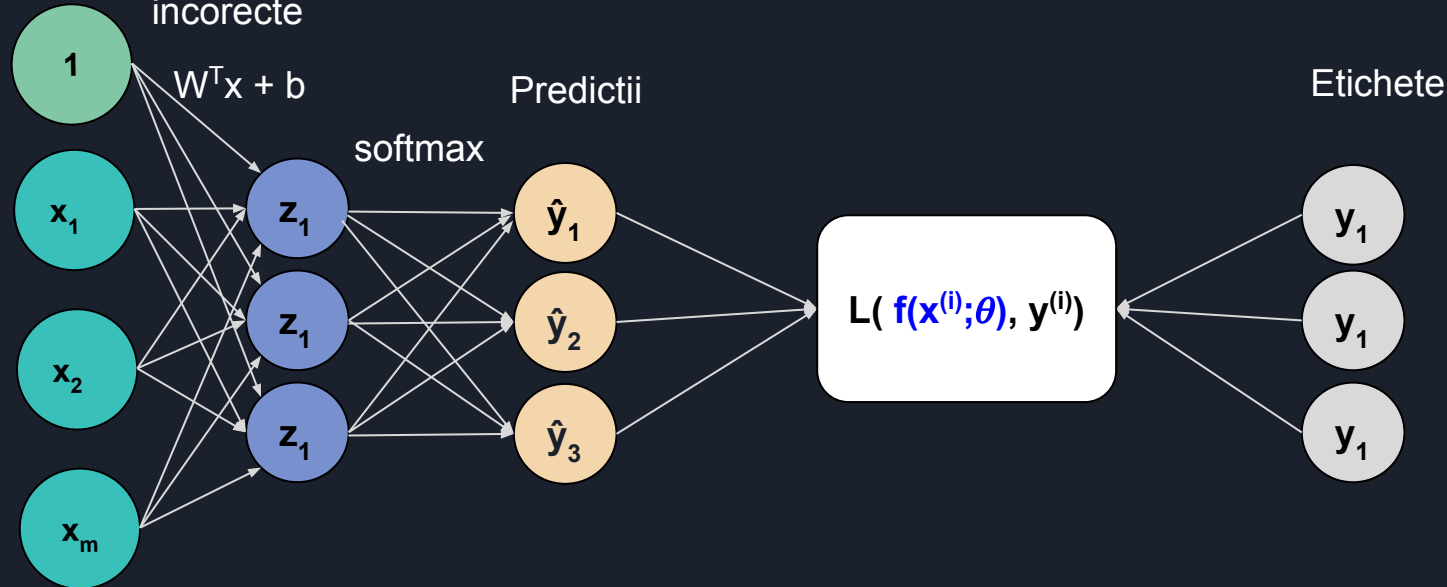 incorecte
1
Wᵀx + b
Predictii
Etichete
softmax
x₁
z₁
ŷ₁
y₁
z₁
ŷ₂
L( f(x⁽ⁱ⁾;θ), y⁽ⁱ⁾)
y₁
x₂
z₁
ŷ₃
y₁
xₘ